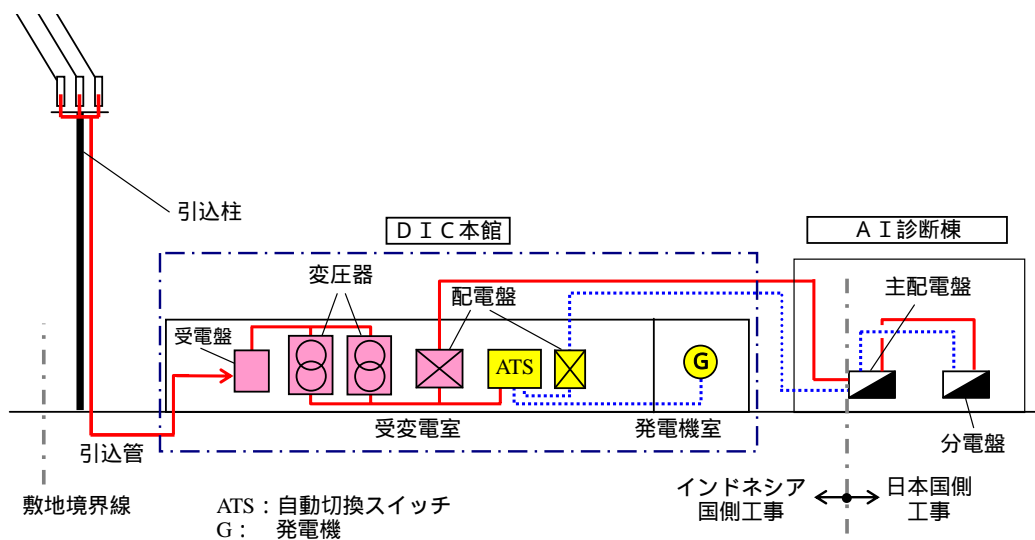 引込柱
ＤＩＣ本館
ＡＩ診断棟
変圧器
配電盤
主配電盤
受電盤
ATS
G
引込管
受変電室
発電機室
分電盤
敷地境界線
ATS：自動切換スイッチ
G：　発電機
インドネシア
国側工事
日本国側
工事